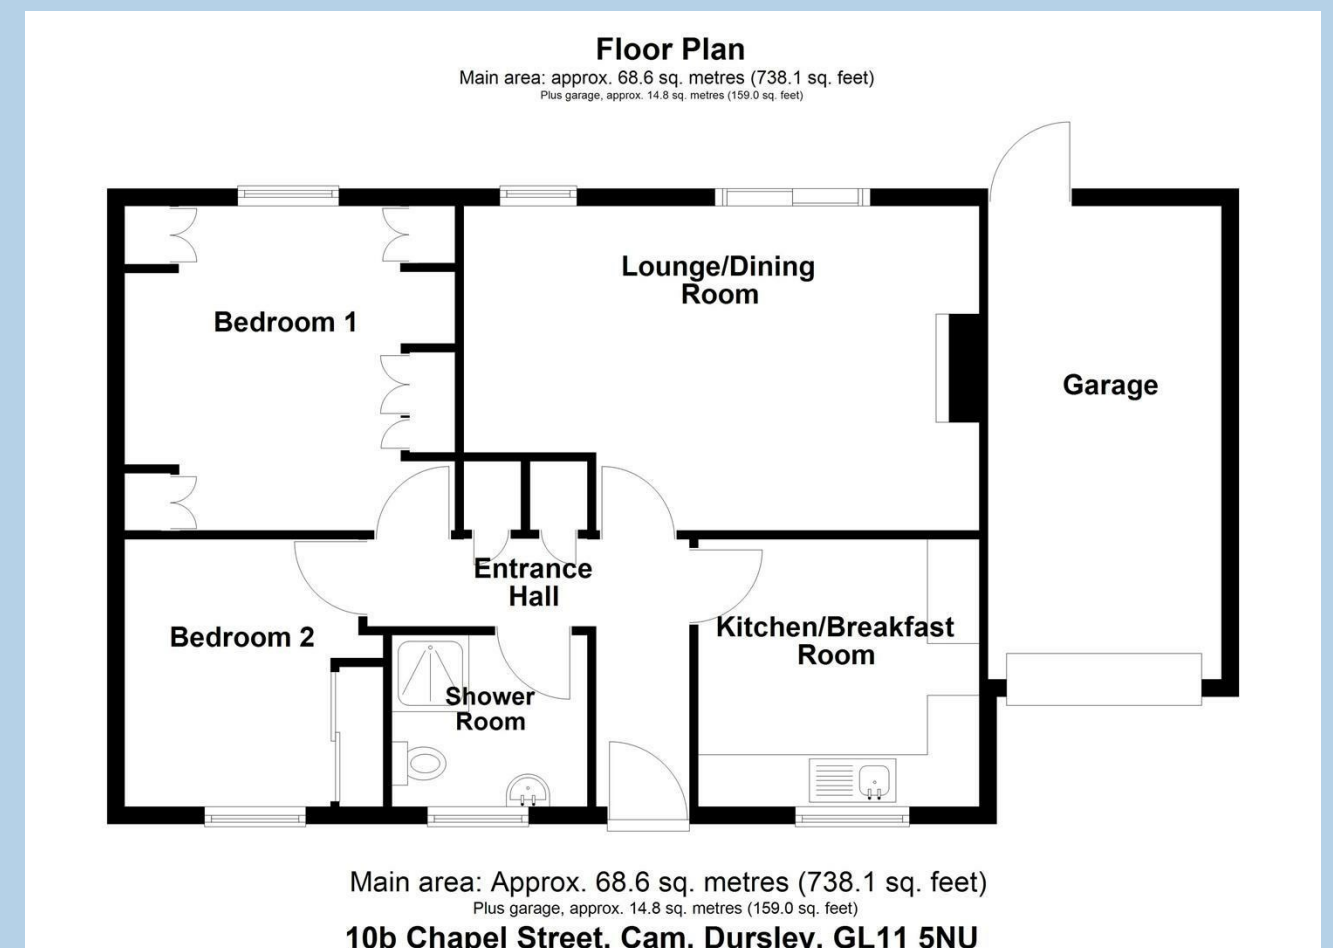 Floor Plan
Main area: approx. 68.6 sq. metres (738.1 sq. feet)
Plus garage, approx. 14.8 sq. metres (159.0 sq. feet)
Lounge/Dining
Room
Bedroom 1
Garage
Entrance
Hall
Bedroom 2
Kitchen/Breakfast
Room
Shower
Room
Main area: Approx. 68.6 sq. metres (738.1 sq. feet)
Plus garage, approx. 14.8 sq. metres (159.0 sq. feet)
10b Chapel Street, Cam, Dursley, GL11 5NU